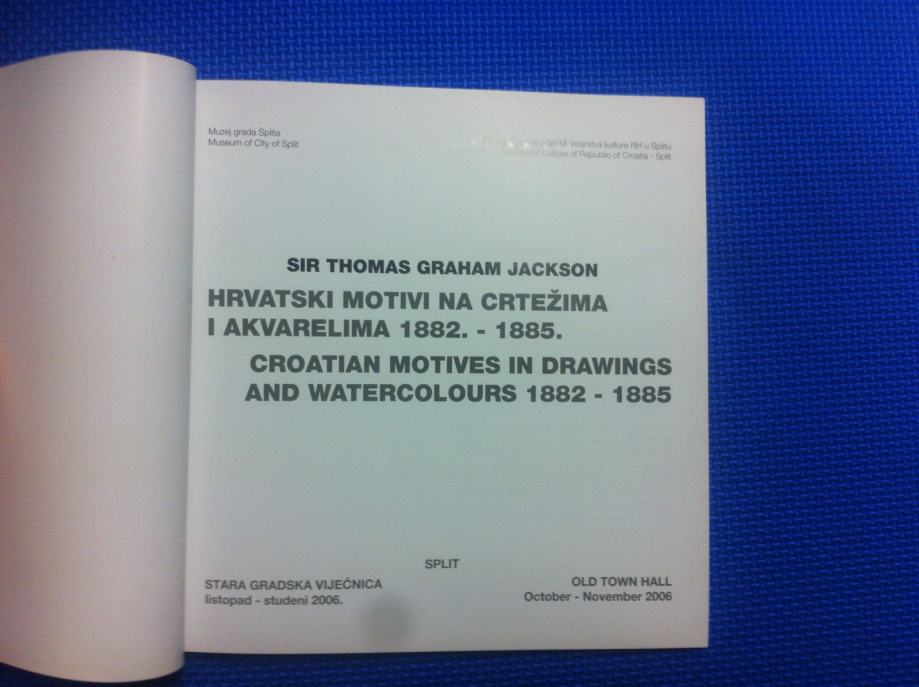 Muzej grada Splita
Museum of City of Split
Ministarstva kulture RH u Splitu
of Culture of Republic of Croatia - Split
SIR THOMAS GRAHAM JACKSON
HRVATSKI MOTIVI NA CRTEŽIMA
I AKVARELIMA 1882. - 1885.
CROATIAN MOTIVES IN DRAWINGS
AND WATERCOLOURS 1882 - 1885
SPLIT
STARA GRADSKA VIJEĆNICA
listopad - studeni 2006.
OLD TOWN HALL
October - November 2006